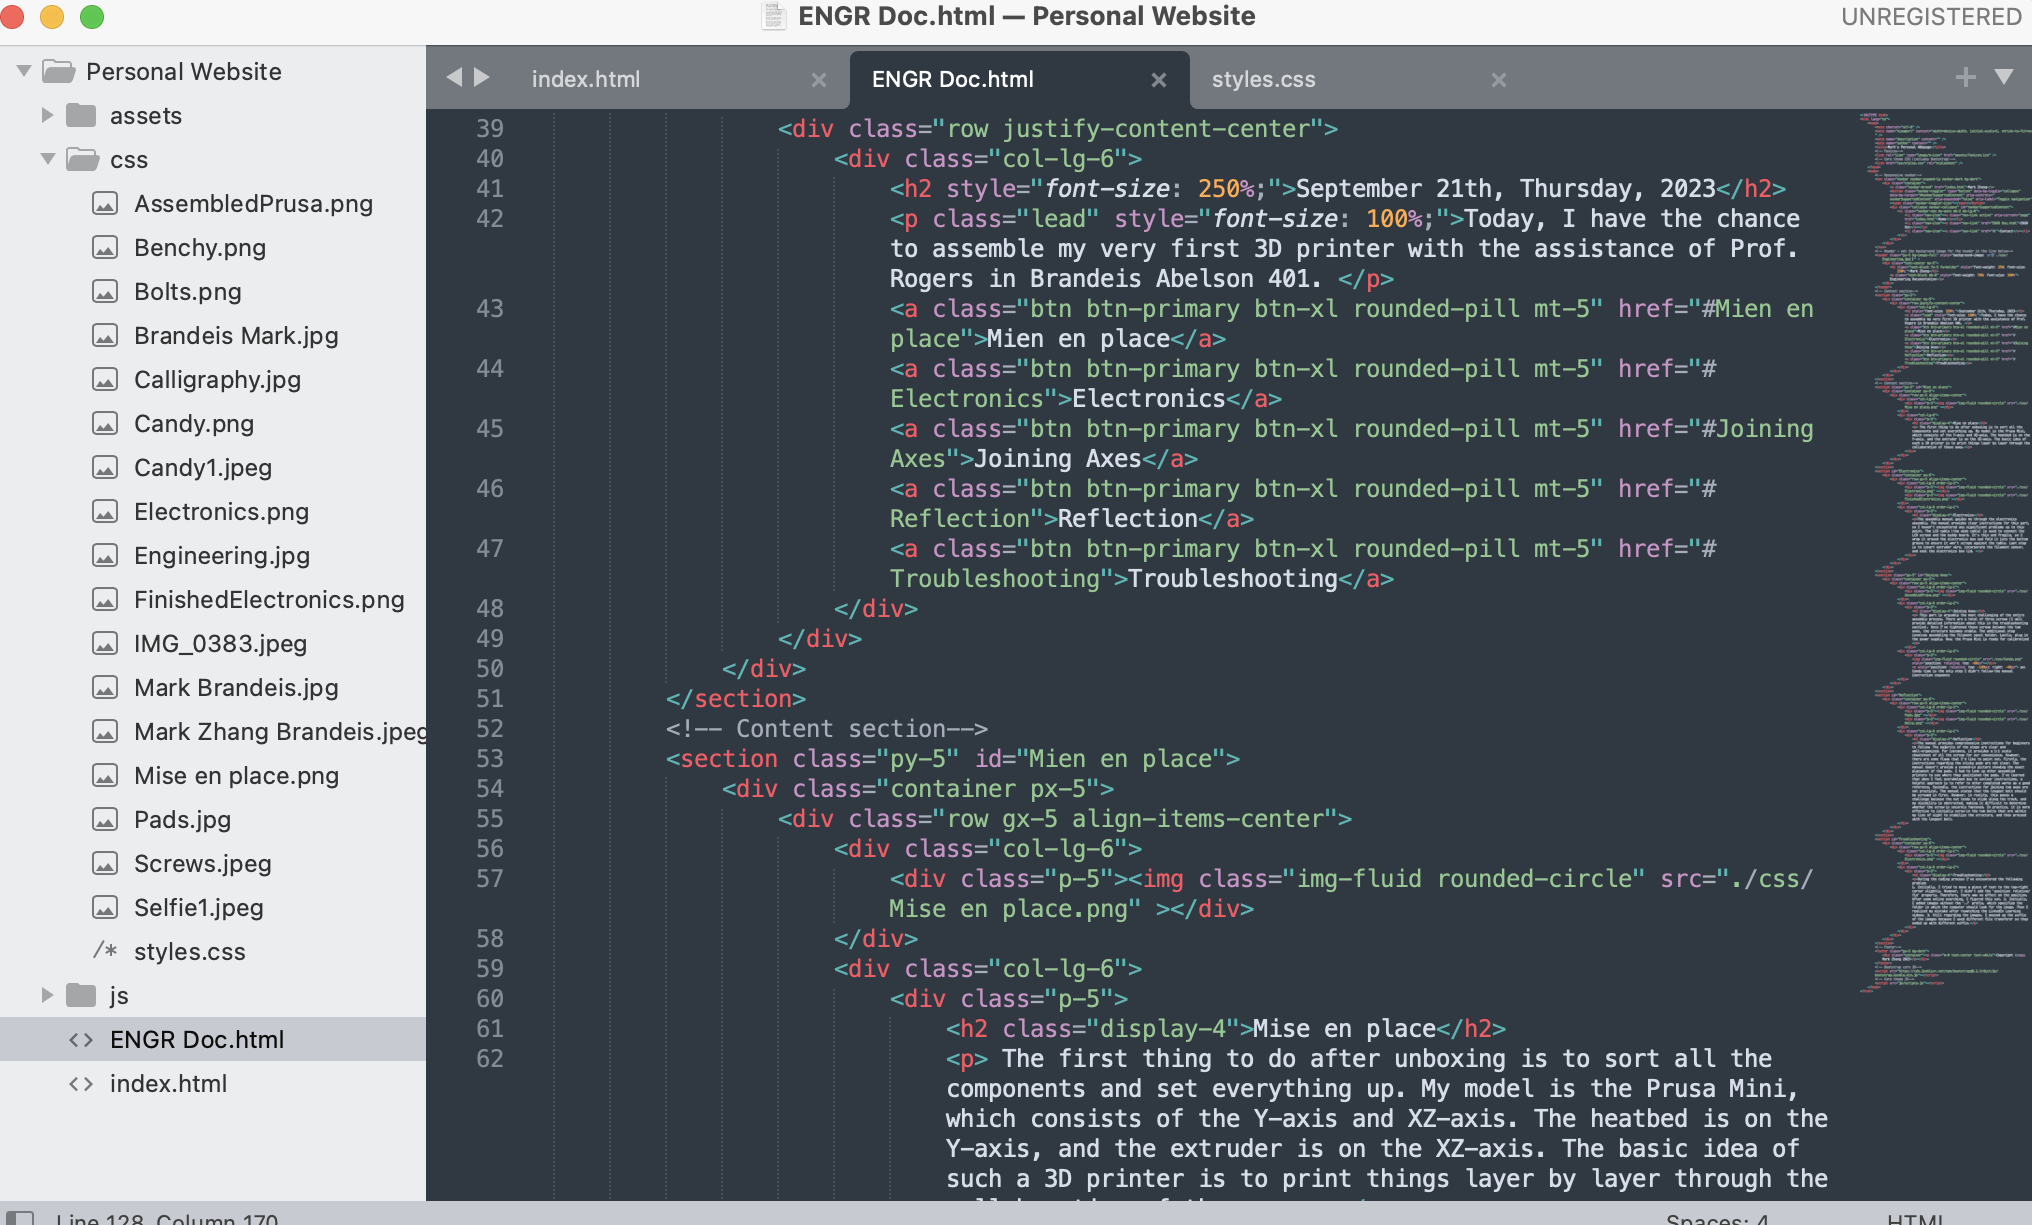 ENGR Doc.html — Personal Website
UNREGISTERED
Personal Website
assets
css
AssembledPrusa.png
Benchy.png
Bolts.png
Brandeis Mark.jpg
Calligraphy.jpg
Candy.png
Candy1.jpeg
Electronics.png
Engineering.jpg
FinishedElectronics.png
IMG_0383.jpeg
Mark Brandeis.jpg
Mark Zhang Brandeis.jpeg
Mise en place.png
Pads.jpg
Screws.jpeg
Selfie1.jpeg
/* styles.css
js
<> ENGR Doc.html
<> index.html
index.html
ENGR Doc.html
styles.css
39 <div class="row justify-content-center">
40 <div class="col-lg-6">
41 <h2 style="font-size: 250%;">September 21th, Thursday, 2023</h2>
42 <p class="lead" style="font-size: 100%;">Today, I have the chance
to assemble my very first 3D printer with the assistance of Prof.
Rogers in Brandeis Abelson 401. </p>
43 <a class="btn btn-primary btn-xl rounded-pill mt-5" href="#Mien en
place">Mien en place</a>
44 <a class="btn btn-primary btn-xl rounded-pill mt-5" href="#
Electronics">Electronics</a>
45 <a class="btn btn-primary btn-xl rounded-pill mt-5" href="#Joining
Axes">Joining Axes</a>
46 <a class="btn btn-primary btn-xl rounded-pill mt-5" href="#
Reflection">Reflection</a>
47 <a class="btn btn-primary btn-xl rounded-pill mt-5" href="#
Troubleshooting">Troubleshooting</a>
48 </div>
49 </div>
50 </div>
51 </section>
52 <!-- Content section-->
53 <section class="py-5" id="Mien en place">
54 <div class="container px-5">
55 <div class="row gx-5 align-items-center">
56 <div class="col-lg-6">
57 <div class="p-5"><img class="img-fluid rounded-circle" src="./css/
Mise en place.png" ></div>
58 </div>
59 <div class="col-lg-6">
60 <div class="p-5">
61 <h2 class="display-4">Mise en place</h2>
62 <p> The first thing to do after unboxing is to sort all the
components and set everything up. My model is the Prusa Mini,
which consists of the Y-axis and XZ-axis. The heatbed is on the
Y-axis, and the extruder is on the XZ-axis. The basic idea of
such a 3D printer is to print things layer by layer through the
Line 128, Column 170
Spaces: 4
HTML